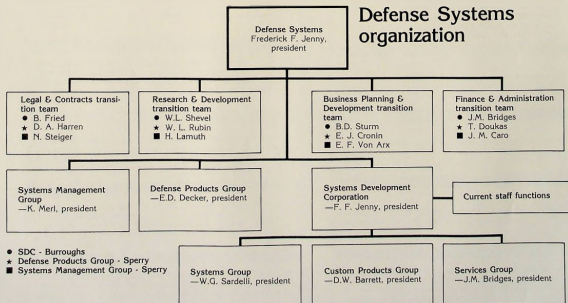 Defense Systems
organization
Defense Systems
Frederick F. Jenny,
president
Legal & Contracts transi-
tion team
● B. Fried
★ D. A. Harren
■ N. Steiger
Research & Development
transition team
● W.L. Shevel
★ W. L. Rubin
■ H. Lamuth
Business Planning &
Development transition
team
● B.D. Sturm
★ E. J. Cronin
■ E. F. Von Arx
Finance & Administration
transition team
● J.M. Bridges
★ T. Doukas
■ J. M. Caro
Systems Management
Group
—K. Merl, president
Defense Products Group
—E.D. Decker, president
Systems Development
Corporation
—F. F. Jenny, president
Current staff functions
● SDC - Burroughs
★ Defense Products Group - Sperry
■ Systems Management Group - Sperry
Systems Group
—W.G. Sardelli, president
Custom Products Group
—D.W. Barrett, president
Services Group
—J.M. Bridges, president